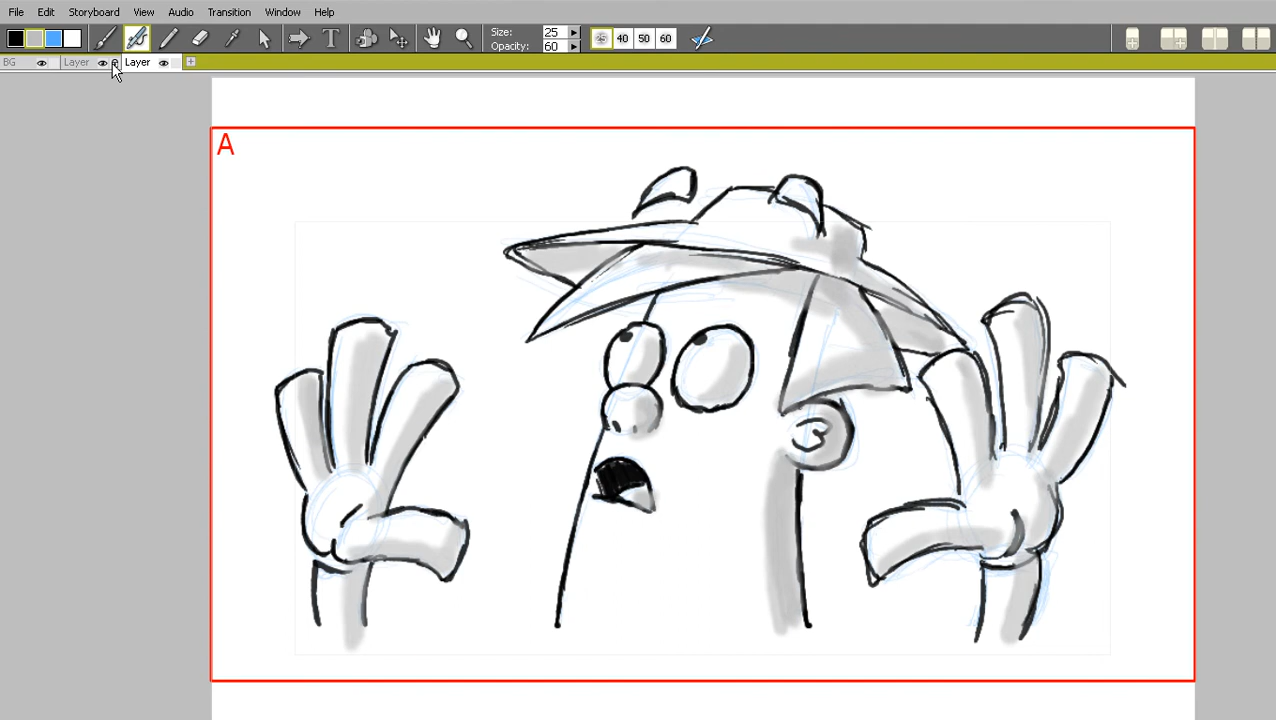 File Edit Storyboard View Audio Transition Window Help
Size: 25
Opacity: 60
40 50 60
BG Layer Layer
A